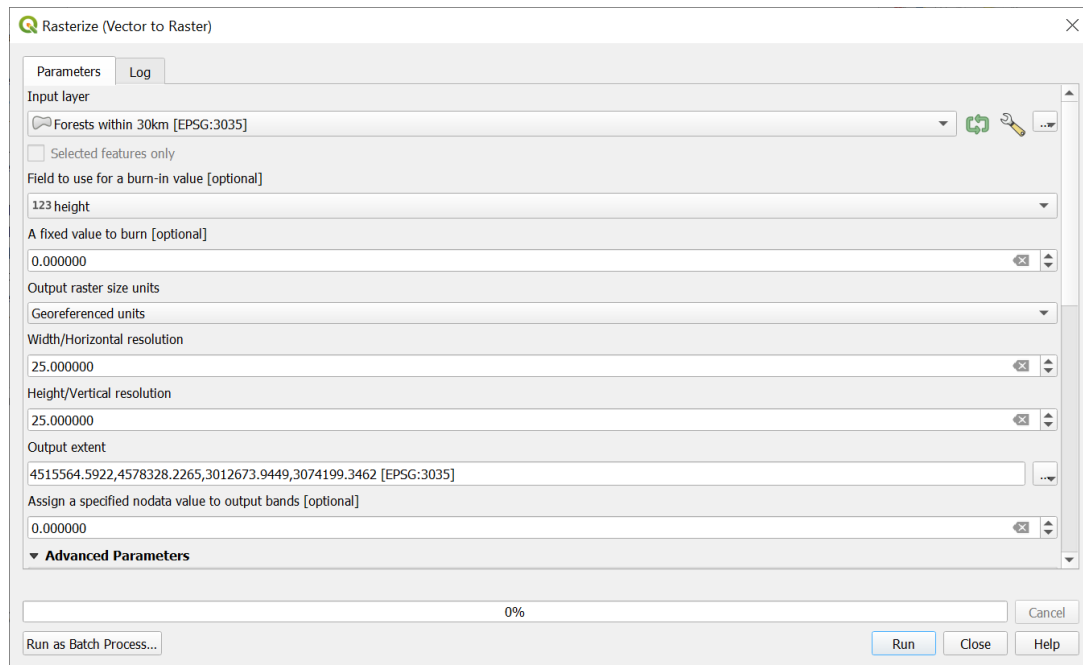 Rasterize (Vector to Raster)
Parameters Log
Input layer
Forests within 30km [EPSG:3035]
...
Selected features only
Field to use for a burn-in value [optional]
123 height
A fixed value to burn [optional]
0.000000
Output raster size units
Georeferenced units
Width/Horizontal resolution
25.000000
Height/Vertical resolution
25.000000
Output extent
4515564.5922,4578328.2265,3012673.9449,3074199.3462 [EPSG:3035]
...
Assign a specified nodata value to output bands [optional]
0.000000
Advanced Parameters
0%
Cancel
Run as Batch Process...
Run Close Help